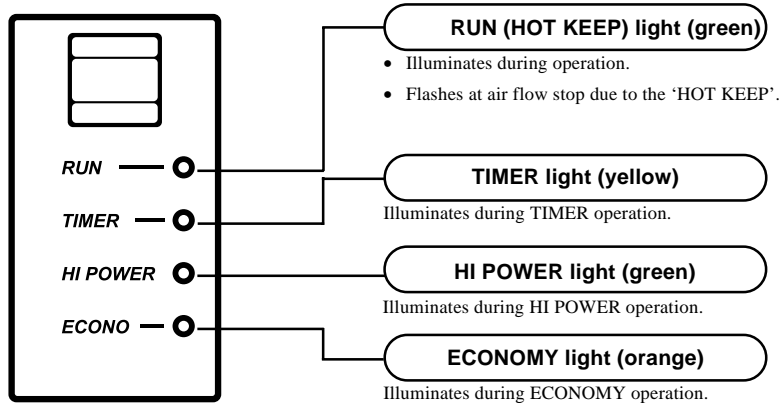 RUN (HOT KEEP) light (green)
• Illuminates during operation.
• Flashes at air flow stop due to the ‘HOT KEEP’.
RUN
TIMER
HI POWER
ECONO
TIMER light (yellow)
Illuminates during TIMER operation.
HI POWER light (green)
Illuminates during HI POWER operation.
ECONOMY light (orange)
Illuminates during ECONOMY operation.